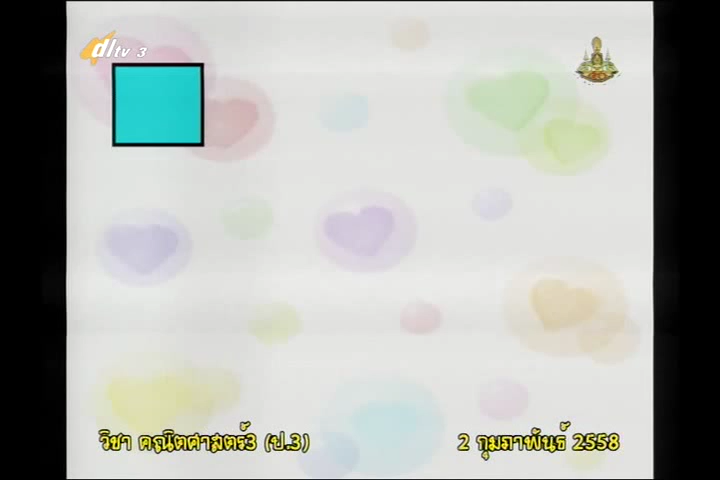 dltv 3
วิชา คณิตศาสตร์3 (ป.3)
2 กุมภาพันธ์ 2558